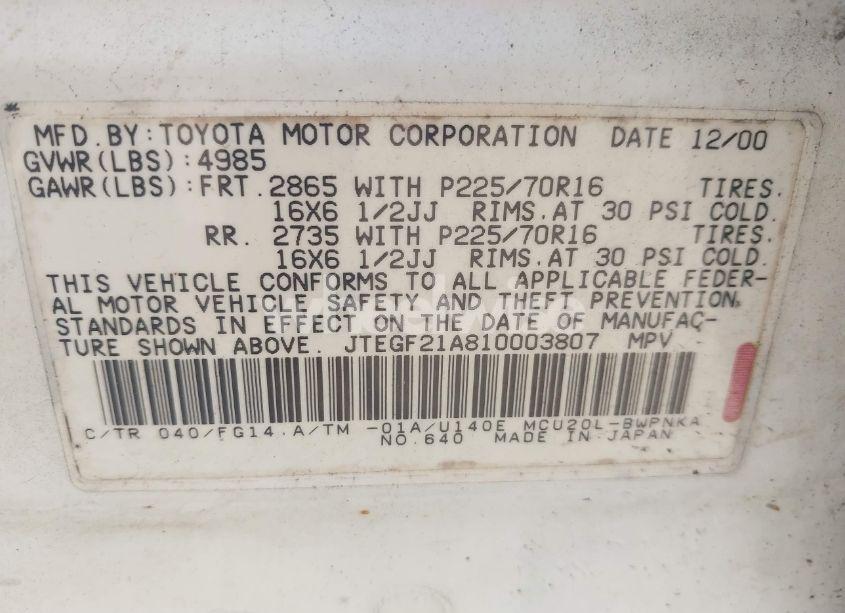 MFD.BY:TOYOTA MOTOR CORPORATION DATE 12/00
GVWR(LBS):4985
GAWR(LBS):FRT.2865 WITH P225/70R16 TIRES.
16X6 1/2JJ RIMS.AT 30 PSI COLD.
RR. 2735 WITH P225/70R16 TIRES.
16X6 1/2JJ RIMS.AT 30 PSI COLD.
THIS VEHICLE CONFORMS TO ALL APPLICABLE FEDER-
AL MOTOR VEHICLE SAFETY AND THEFT PREVENTION
STANDARDS IN EFFECT ON THE DATE OF MANUFAC-
TURE SHOWN ABOVE. JTEGF21A810003807 MPV
C/TR 040/FG14.A/TM -01A/U140E MCU20L-BWPNKA
NO.640 MADE IN JAPAN